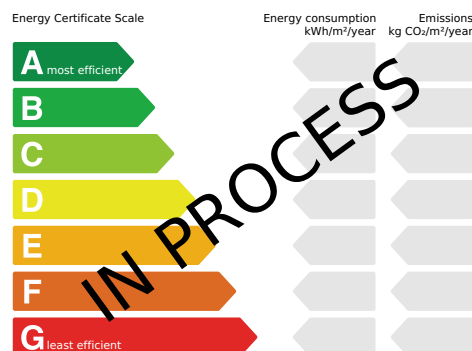 Energy Certificate Scale
Energy consumption
kWh/m²/year
Emissions
kg CO₂/m²/year
A most efficient
B
C
D
E
F
G least efficient
IN PROCESS